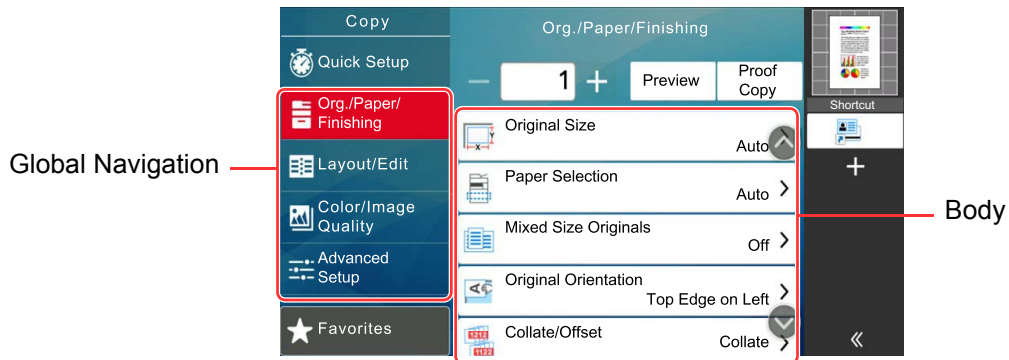 Global Navigation
Copy
Quick Setup
Org./Paper/
Finishing
Layout/Edit
Color/Image
Quality
Advanced
Setup
Favorites
Org./Paper/Finishing
1
Preview
Proof
Copy
Original Size
Auto
Paper Selection
Auto
Mixed Size Originals
Off
Original Orientation
Top Edge on Left
1212
1122
Collate/Offset
Collate
Shortcut
Body